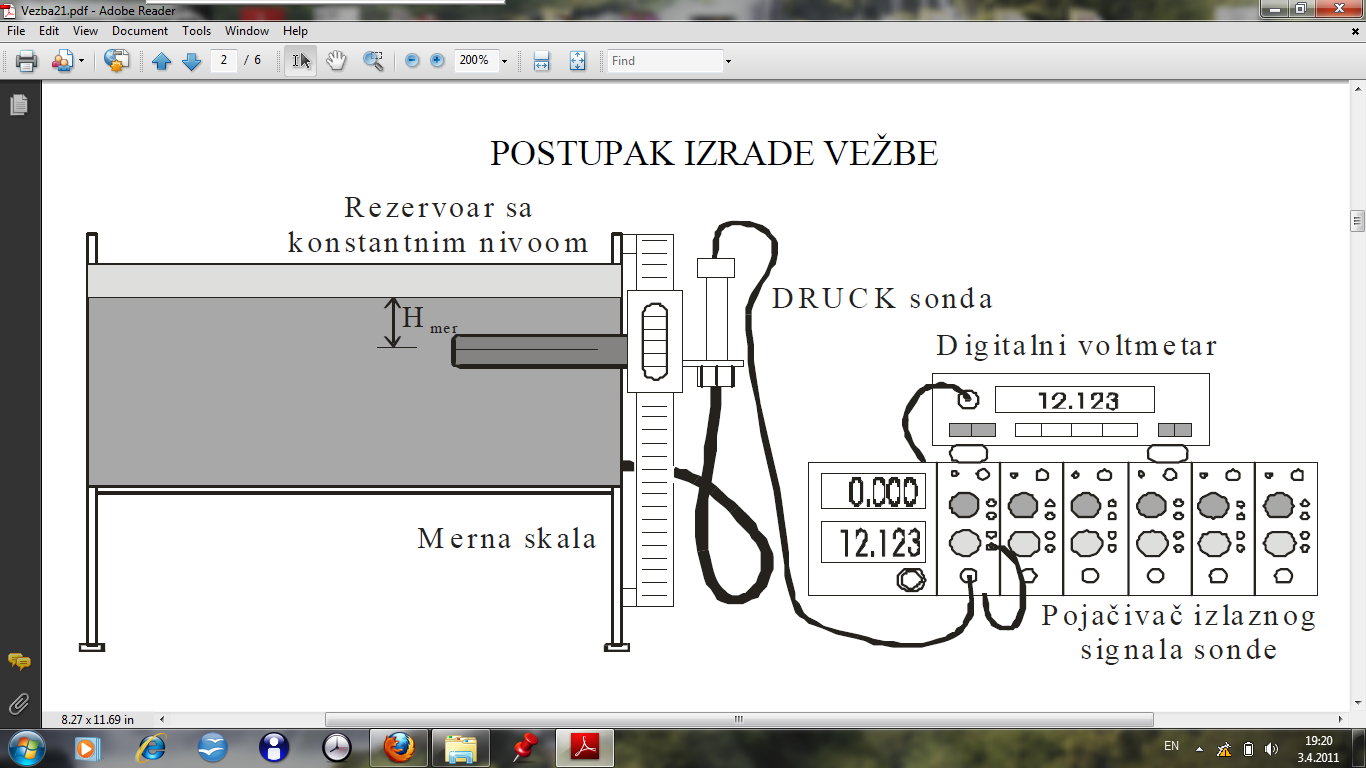 Vezba21.pdf - Adobe Reader
File Edit View Document Tools Window Help
2 / 6 200% Find
POSTUPAK IZRADE VEŽBE
Rezervoar sa
konstantnim nivoom
H mer
DRUCK sonda
Digitalni voltmetar
12.123
0.000
12.123
Merna skala
Pojačivač izlaznog
signala sonde
8.27 x 11.69 in
EN
19:20
3.4.2011